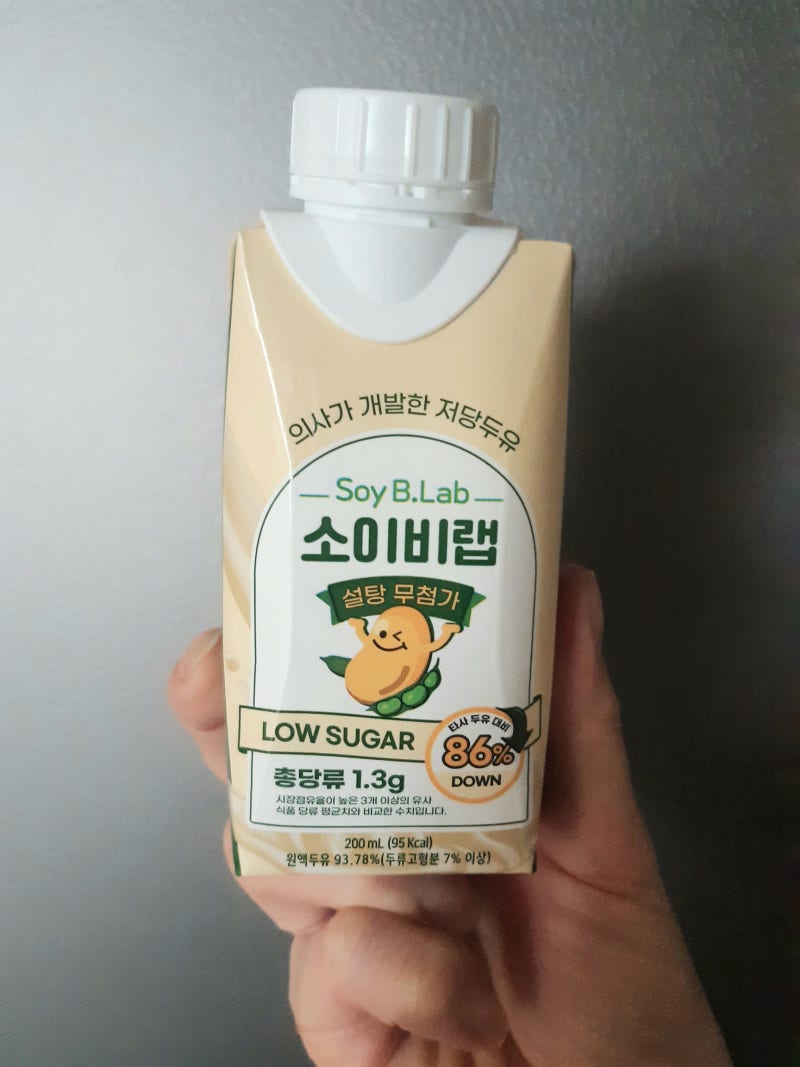 의사가 개발한 저당두유
Soy B.Lab
소이비랩
설탕 무첨가
LOW SUGAR
타사 두유 대비
86%
DOWN
총당류 1.3g
시장점유율이 높은 3개 이상의 유사
식품 당류 평균치와 비교한 수치입니다.
200 mL (95 Kcal)
원액두유 93.78%(두류고형분 7% 이상)